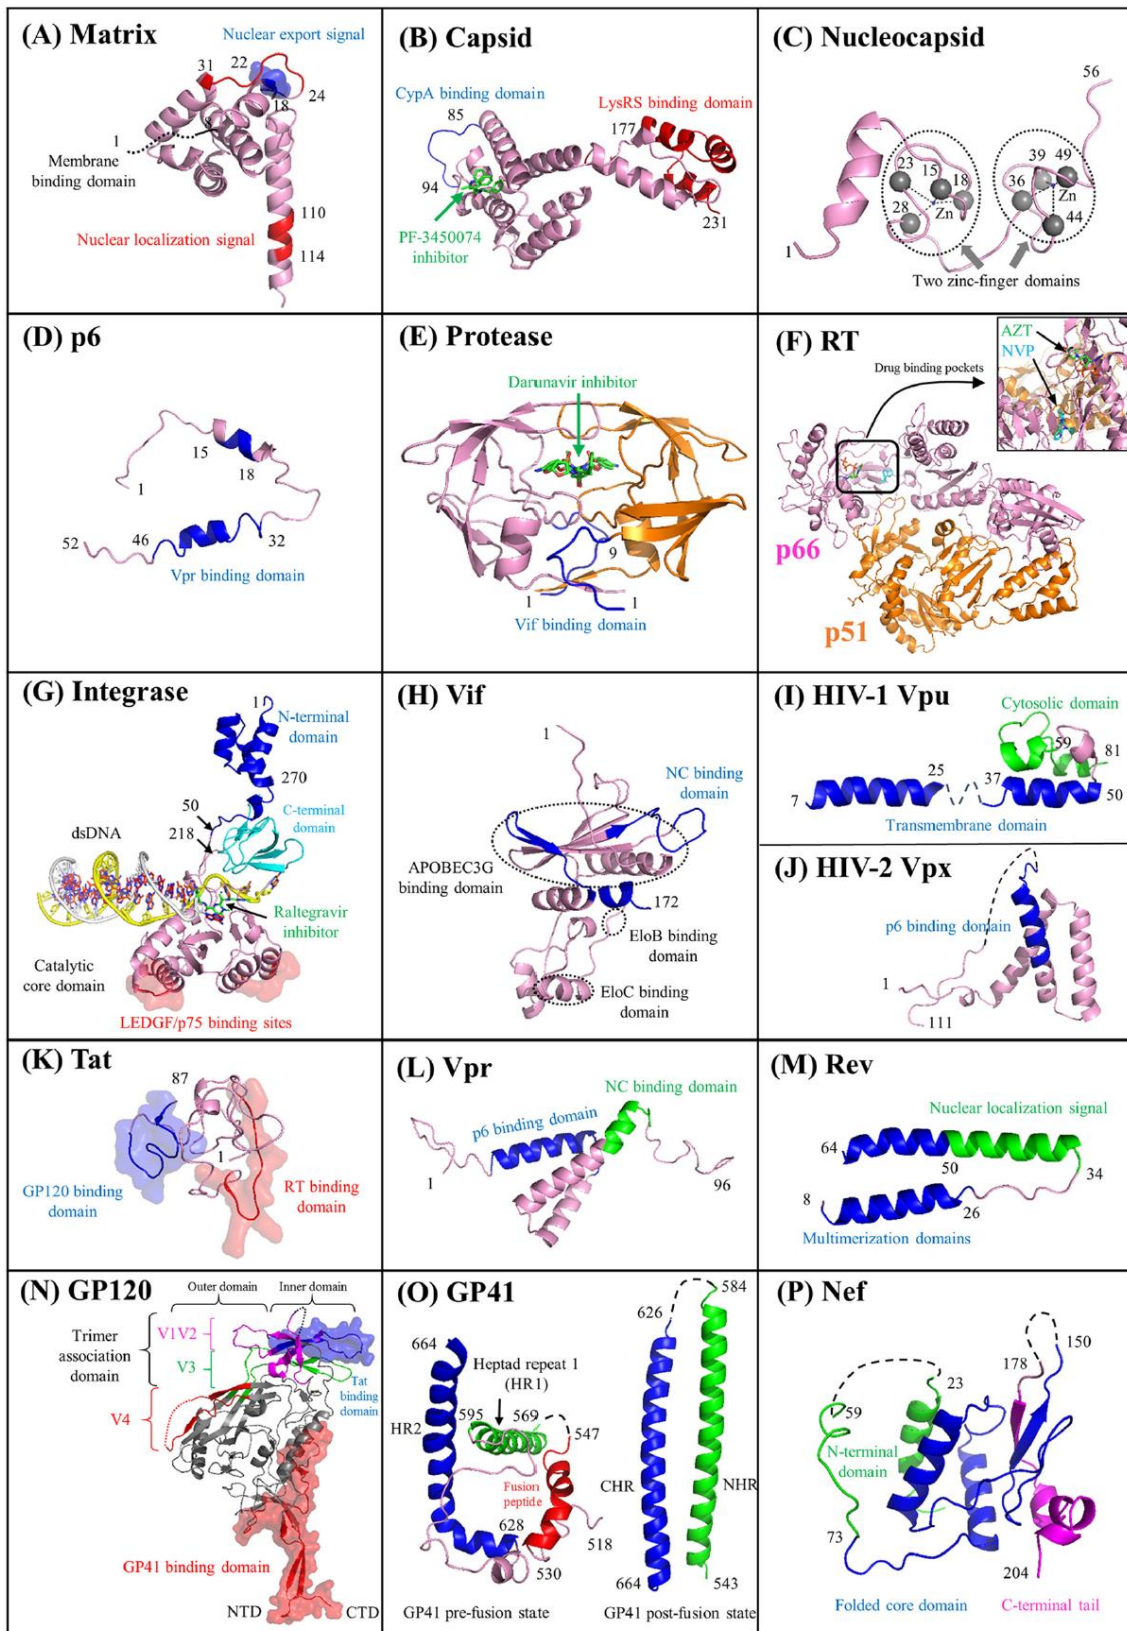 (A) Matrix
Nuclear export signal
31
22
18
24
8
1
Membrane
binding domain
110
Nuclear localization signal
114
(B) Capsid
CypA binding domain
85
LysRS binding domain
177
94
231
PF-3450074
inhibitor
(C) Nucleocapsid
56
39
49
23
15
18
36
28
Zn
Zn
44
1
Two zinc-finger domains
(D) p6
15
18
1
52
46
32
Vpr binding domain
(E) Protease
Darunavir inhibitor
9
1
1
Vif binding domain
(F) RT
AZT
NVP
Drug binding pockets
p66
p51
(G) Integrase
1
N-terminal
domain
270
50
C-terminal
domain
218
dsDNA
Raltegravir
inhibitor
Catalytic
core domain
LEDGF/p75 binding sites
(H) Vif
1
NC binding
domain
APOBEC3G
binding domain
172
EloB binding
domain
EloC binding
domain
(I) HIV-1 Vpu
Cytosolic domain
59
81
25
37
7
50
Transmembrane domain
(J) HIV-2 Vpx
p6 binding domain
1
111
(K) Tat
87
1
GP120 binding
domain
RT binding
domain
(L) Vpr
NC binding domain
p6 binding domain
1
96
(M) Rev
Nuclear localization signal
64
50
34
8
26
Multimerization domains
(N) GP120
Outer domain
Inner domain
Trimer
association
domain
V1V2
V3
Tat
binding
domain
V4
GP41 binding domain
NTD
CTD
(O) GP41
584
626
664
Heptad repeat 1
(HR1)
595
569
547
HR2
Fusion
peptide
CHR
NHR
628
518
530
664
543
GP41 pre-fusion state
GP41 post-fusion state
(P) Nef
150
178
23
59
N-terminal
domain
73
204
Folded core domain
C-terminal tail